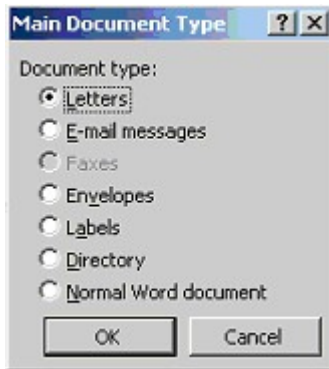 Main Document Type
Document type:
Letters
E-mail messages
Faxes
Envelopes
Labels
Directory
Normal Word document
OK Cancel